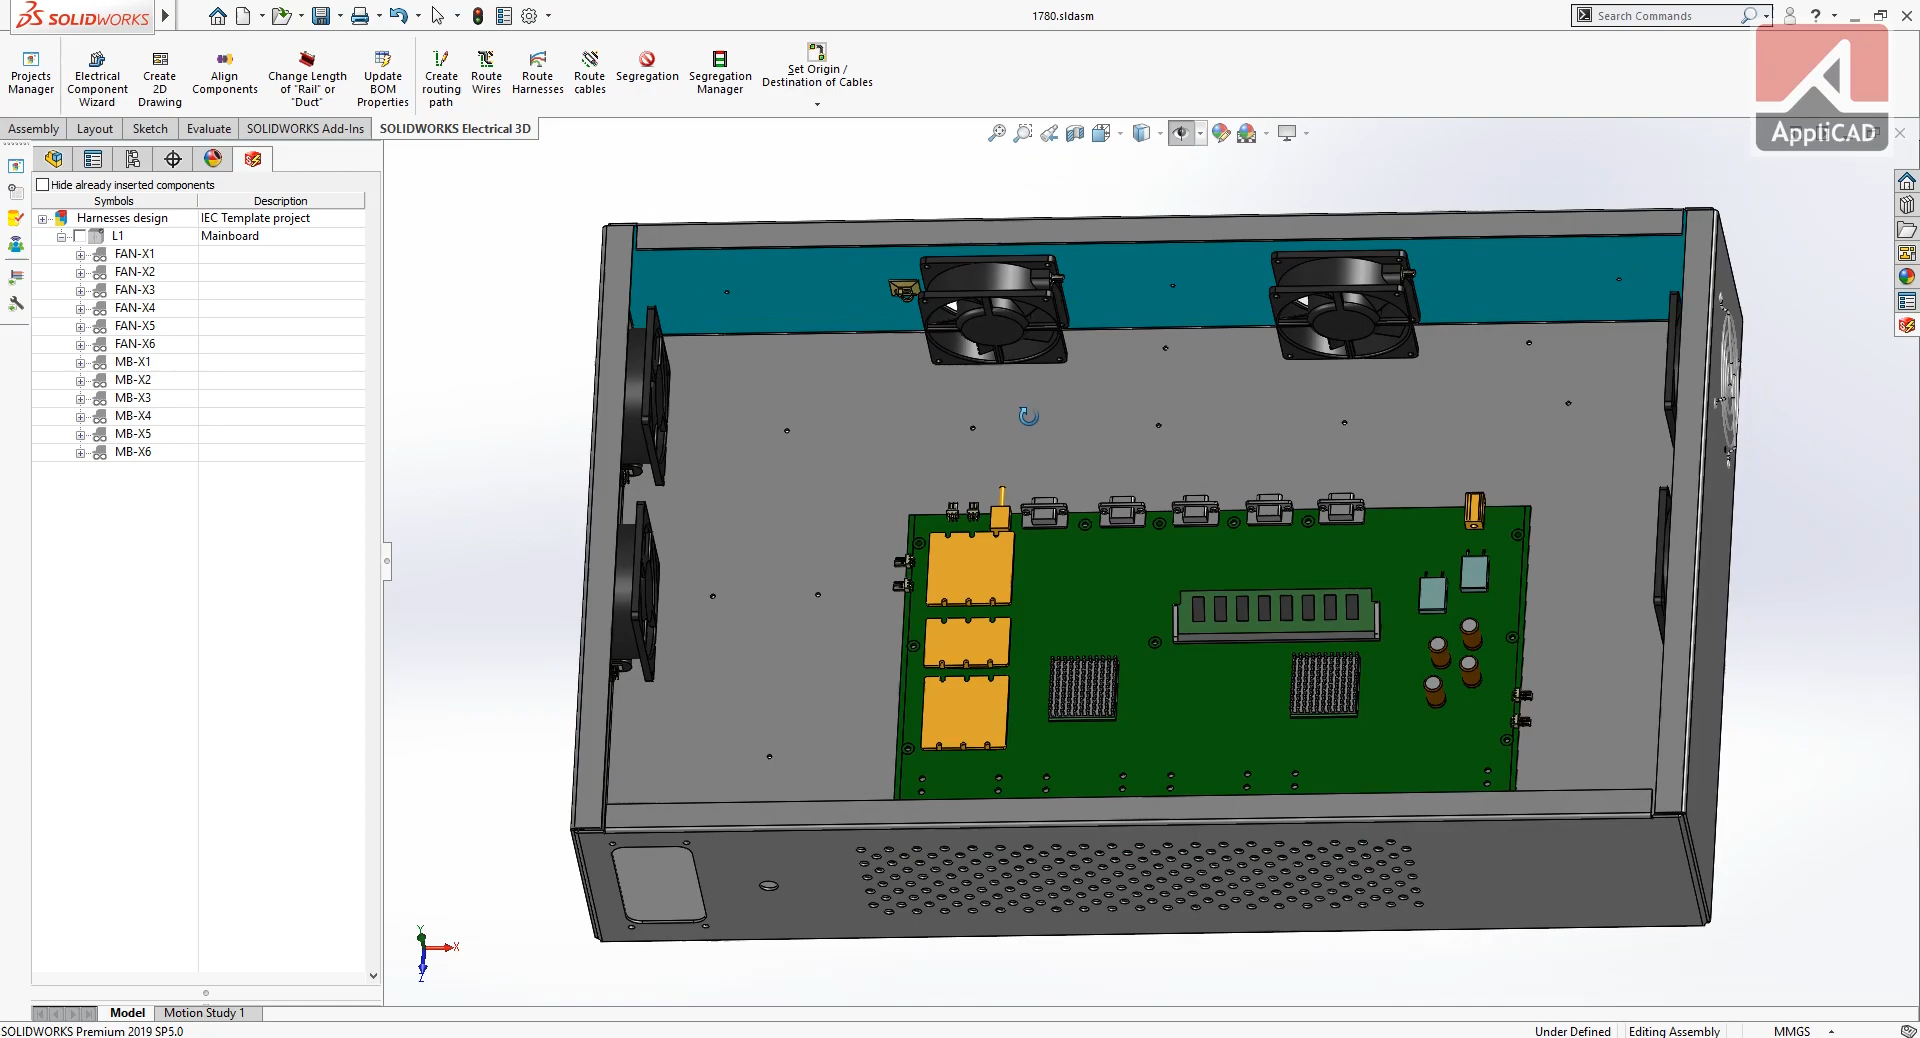 SOLIDWORKS
1780.sldasm
Search Commands
?
Projects
Manager
Electrical
Component
Wizard
Create
2D
Drawing
Align
Components
Change Length
of "Rail" or
"Duct"
Update
BOM
Properties
Create
routing
path
Route
Wires
Route
Harnesses
Route
cables
Segregation
Segregation
Manager
Set Origin /
Destination of Cables
AppliCAD
Assembly
Layout
Sketch
Evaluate
SOLIDWORKS Add-Ins
SOLIDWORKS Electrical 3D
Hide already inserted components
Symbols
Description
Harnesses design
IEC Template project
L1
Mainboard
FAN-X1
FAN-X2
FAN-X3
FAN-X4
FAN-X5
FAN-X6
MB-X1
MB-X2
MB-X3
MB-X4
MB-X5
MB-X6
Y
X
Z
Model
Motion Study 1
SOLIDWORKS Premium 2019 SP5.0
Under Defined
Editing Assembly
MMGS